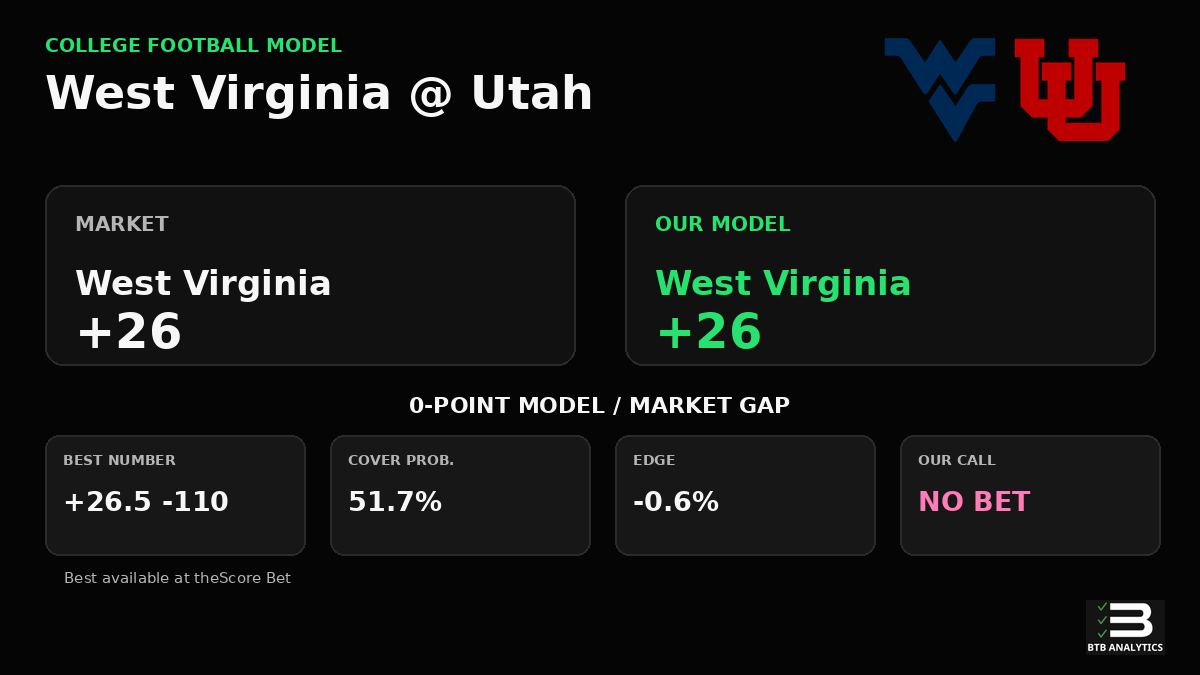 COLLEGE FOOTBALL MODEL
West Virginia @ Utah
MARKET
West Virginia
+26
OUR MODEL
West Virginia
+26
0-POINT MODEL / MARKET GAP
BEST NUMBER
+26.5 -110
COVER PROB.
51.7%
EDGE
-0.6%
OUR CALL
NO BET
Best available at theScore Bet
BTB ANALYTICS